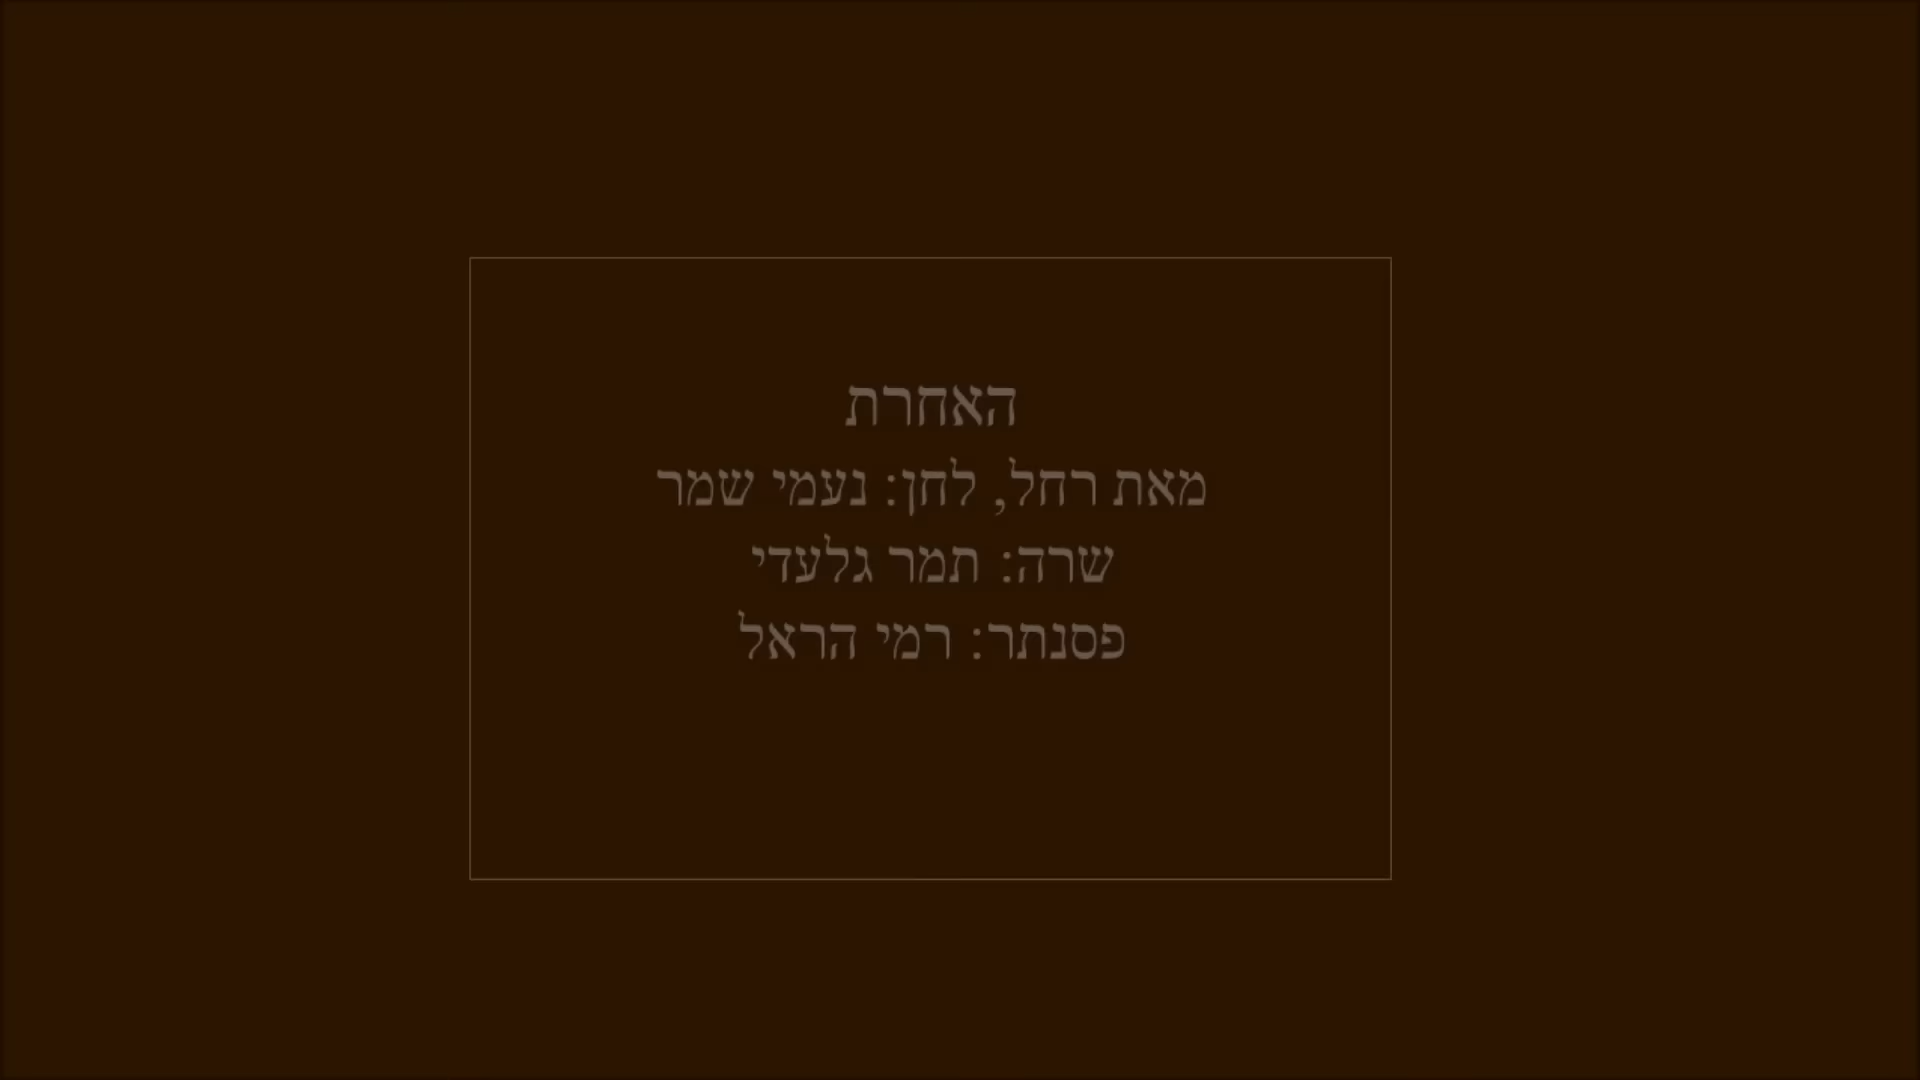 האחרת
מאת רחל, לחן: נעמי שמר
שרה: תמר גלעדי
פסנתר: רמי הראל